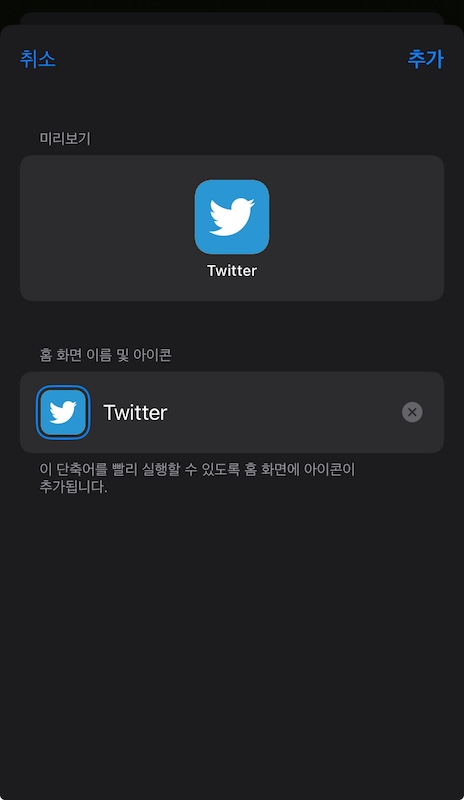 취소
추가
미리보기
Twitter
홈 화면 이름 및 아이콘
Twitter
이 단축어를 빨리 실행할 수 있도록 홈 화면에 아이콘이
추가됩니다.